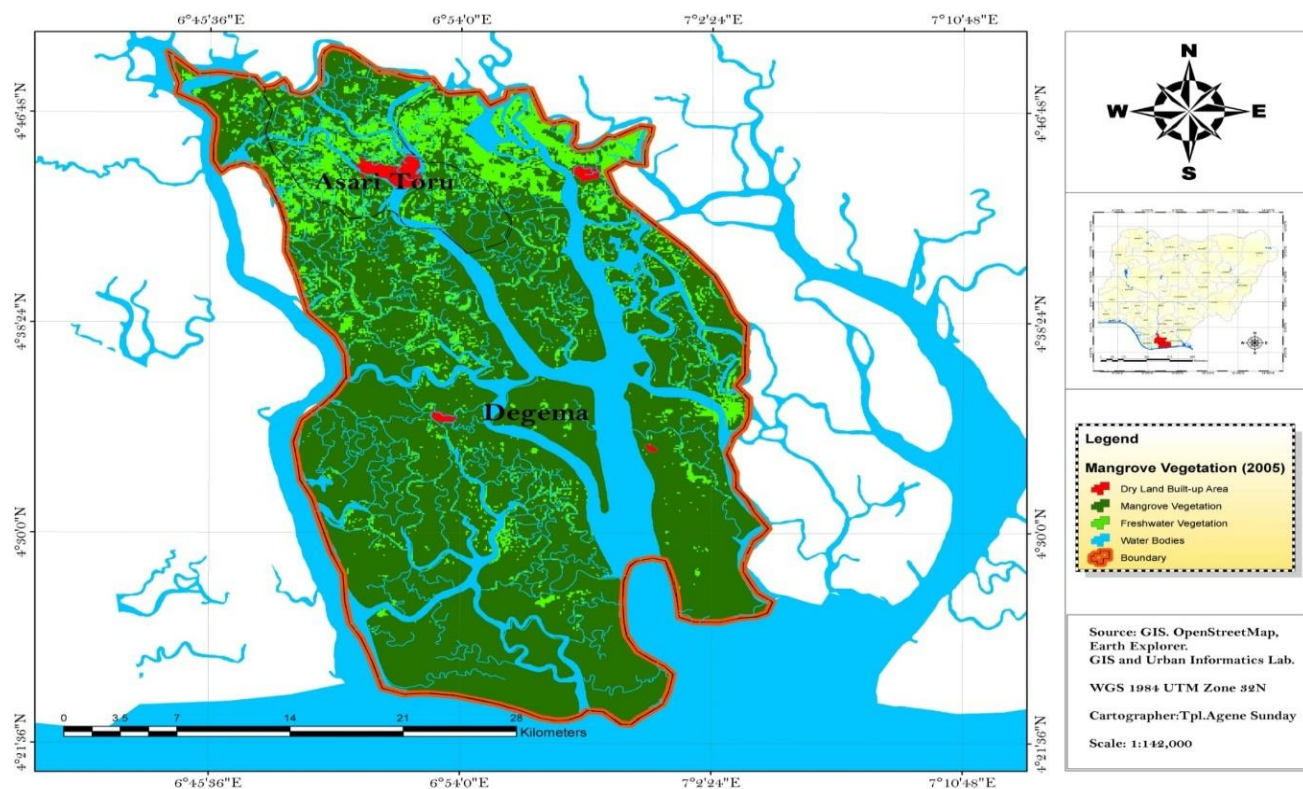 6°45'36"E
6°54'0"E
7°2'24"E
7°10'48"E
4°46'48"N
4°46'48"N
4°38'24"N
4°38'24"N
4°30'0"N
4°30'0"N
4°21'36"N
4°21'36"N
Asari Toru
Degema
0 3.5 7 14 21 28
Kilometers
6°45'36"E
6°54'0"E
7°2'24"E
7°10'48"E
N
W E
S
Legend
Mangrove Vegetation (2005)
Dry Land Built-up Area
Mangrove Vegetation
Freshwater Vegetation
Water Bodies
Boundary
Source: GIS. OpenStreetMap,
Earth Explorer.
GIS and Urban Informatics Lab.
WGS 1984 UTM Zone 32N
Cartographer:Tpl.Agene Sunday
Scale: 1:142,000